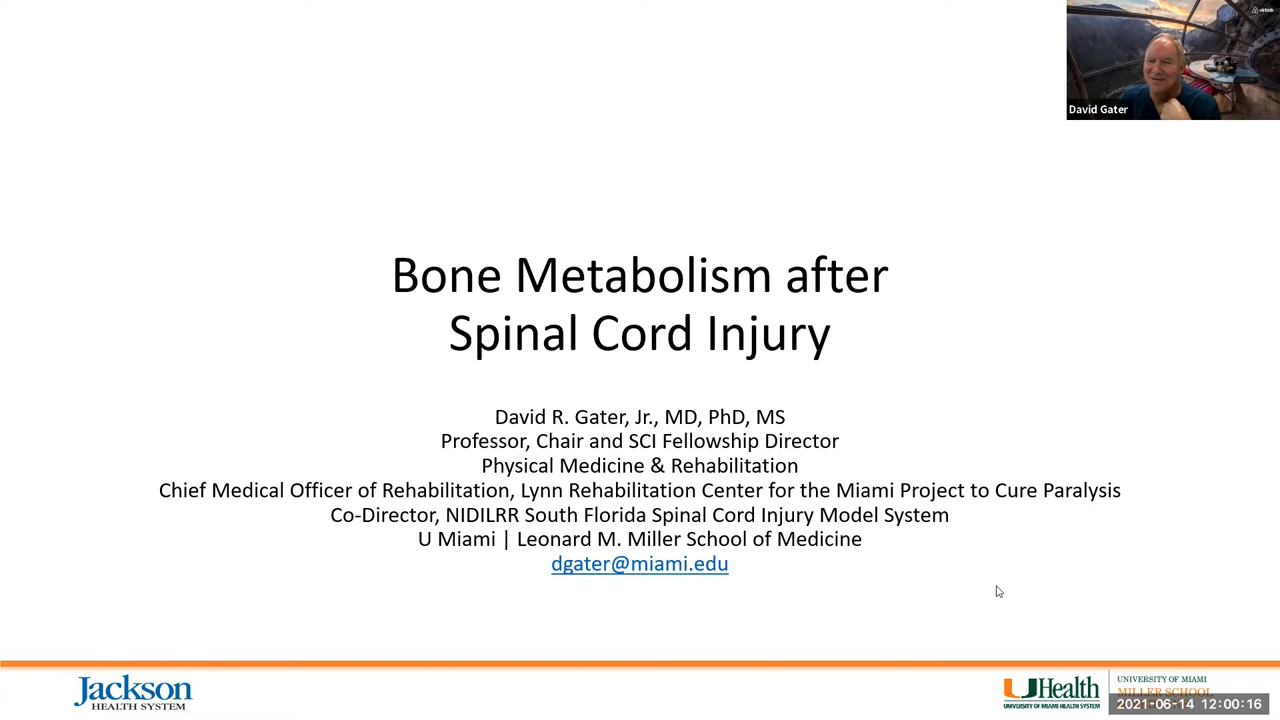 airbnb
David Gater
Bone Metabolism after
Spinal Cord Injury
David R. Gater, Jr., MD, PhD, MS
Professor, Chair and SCI Fellowship Director
Physical Medicine & Rehabilitation
Chief Medical Officer of Rehabilitation, Lynn Rehabilitation Center for the Miami Project to Cure Paralysis
Co-Director, NIDILRR South Florida Spinal Cord Injury Model System
U Miami | Leonard M. Miller School of Medicine
dgater@miami.edu
Jackson
HEALTH SYSTEM
UHealth
UNIVERSITY OF MIAMI HEALTH SYSTEM
UNIVERSITY OF MIAMI
MILLER SCHOOL
2021-06-14 12:00:16